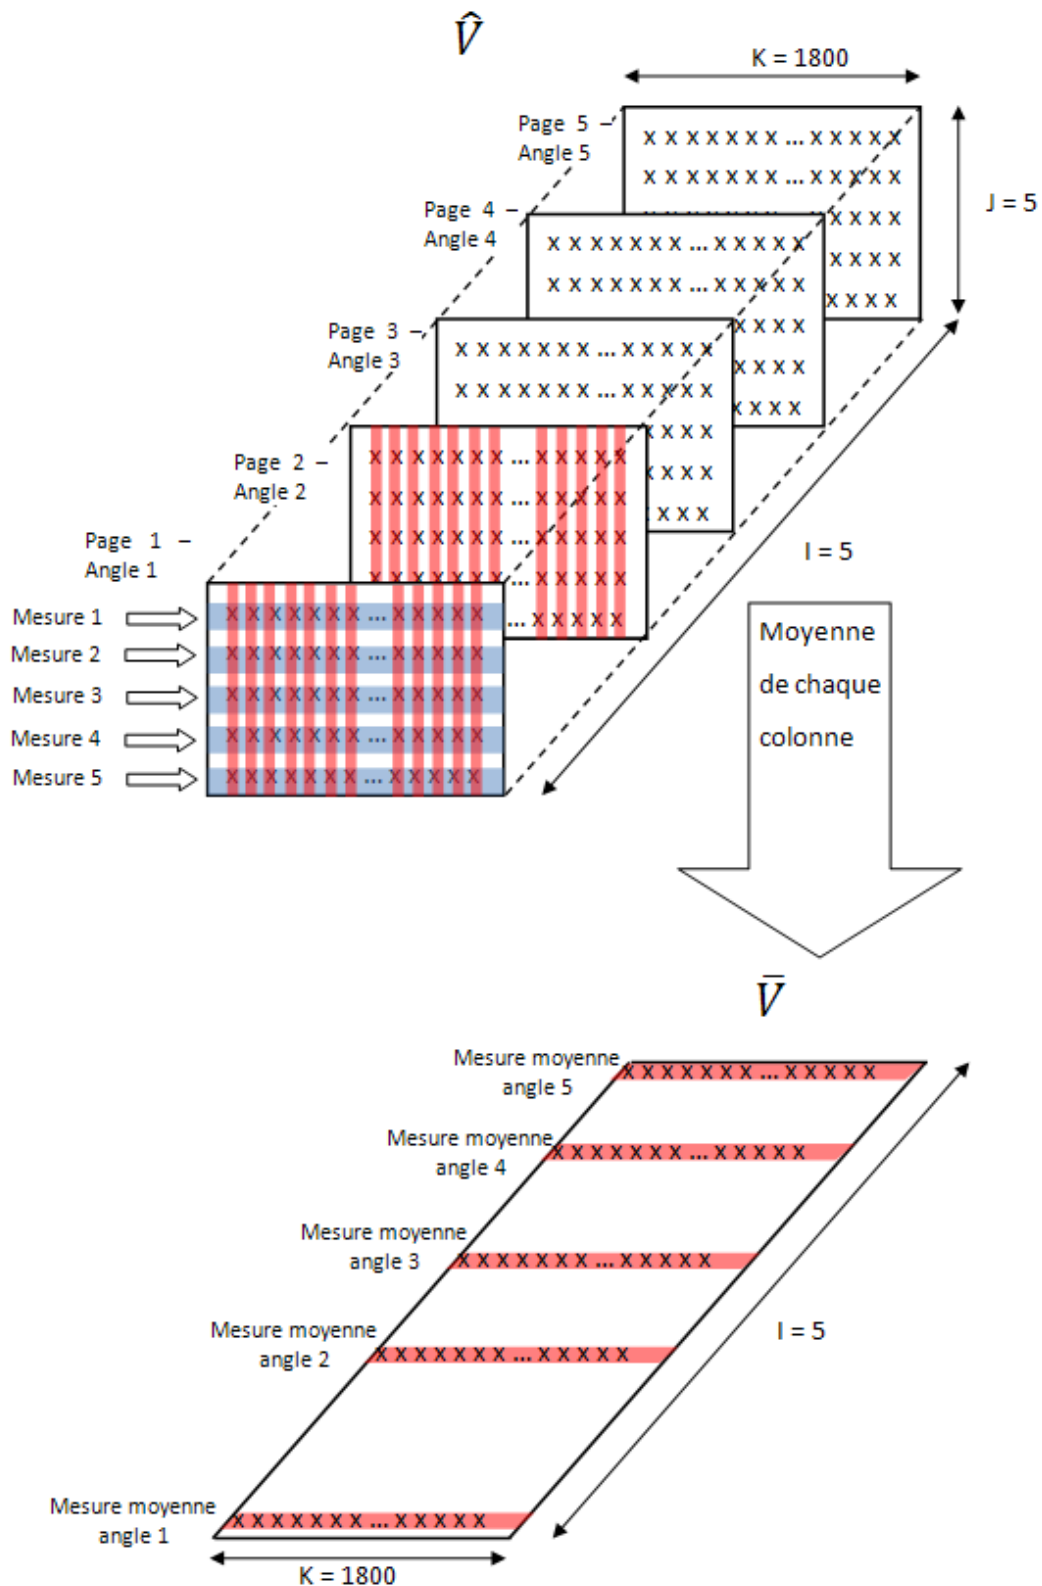 V̂
K = 1800
Page 5 –
Angle 5
x x x x x x x ... x x x x x
x x x x x x x ... x x x x x
J = 5
x x x x
x x x x
Page 4 –
Angle 4
x x x x x x x ... x x x x x
x x x x x x x ... x x x x x
x x x x
x x x x
x x x x
Page 3 –
Angle 3
x x x x x x x ... x x x x x
x x x x x x x ... x x x x x
x x x x
x x x x
x x x x
Page 2 –
Angle 2
x x x x x x x ... x x x x x
x x x x x x x ... x x x x x
x x x x x x x ... x x x x x
x x x x x x x ... x x x x x
... x x x x x
I = 5
Page 1 –
Angle 1
Mesure 1
x x x x x x x ... x x x x x
Mesure 2
x x x x x x x ... x x x x x
Mesure 3
x x x x x x x ... x x x x x
Mesure 4
x x x x x x x ... x x x x x
Mesure 5
x x x x x x x ... x x x x x
Moyenne
de chaque
colonne
V̄
Mesure moyenne
angle 5
x x x x x x x ... x x x x x
Mesure moyenne
angle 4
x x x x x x x ... x x x x x
Mesure moyenne
angle 3
x x x x x x x ... x x x x x
Mesure moyenne
angle 2
x x x x x x x ... x x x x x
I = 5
Mesure moyenne
angle 1
x x x x x x x ... x x x x x
K = 1800